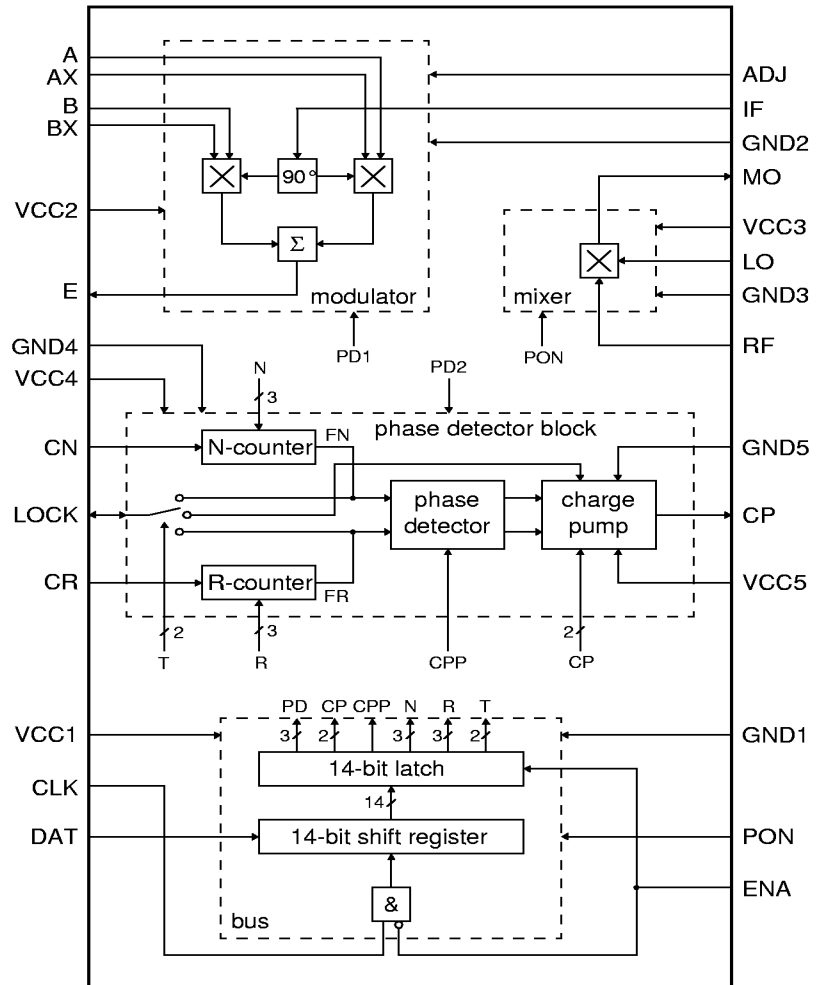 A
AX
ADJ
B
IF
BX
GND2
90°
MO
VCC2
VCC3
Σ
LO
E
modulator
mixer
GND3
GND4
PD1
PON
RF
VCC4
N
PD2
3
phase detector block
CN
N-counter
FN
GND5
LOCK
phase
detector
charge
pump
CP
CR
R-counter
FR
VCC5
2
3
2
T
R
CPP
CP
PD
CP
CPP
N
R
T
VCC1
3
2
3
3
2
GND1
14-bit latch
CLK
14
DAT
14-bit shift register
PON
&
ENA
bus